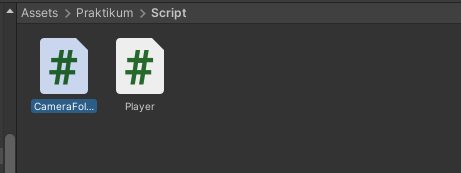 Assets > Praktikum > Script
# #
CameraFol... Player